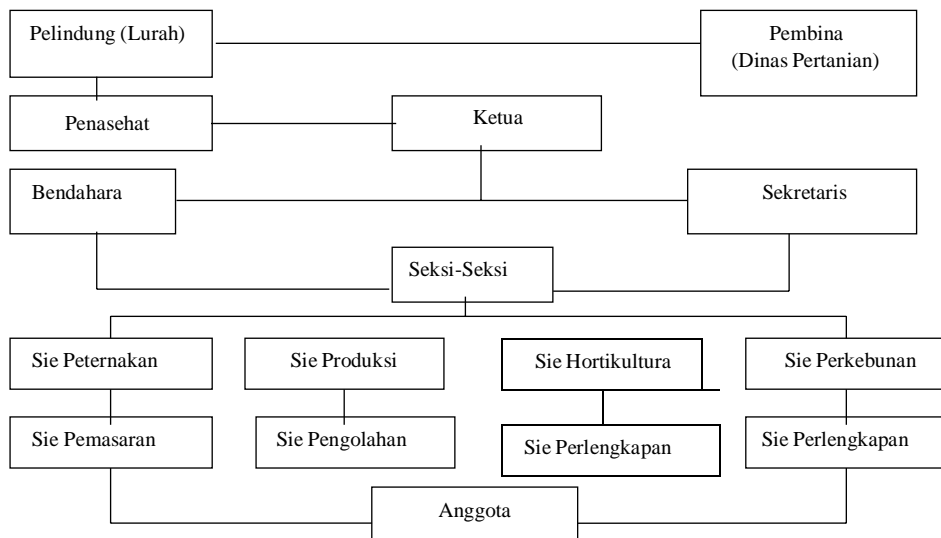 Pelindung (Lurah)
Pembina
(Dinas Pertanian)
Penasehat
Ketua
Bendahara
Sekretaris
Seksi-Seksi
Sie Peternakan
Sie Produksi
Sie Hortikultura
Sie Perkebunan
Sie Pemasaran
Sie Pengolahan
Sie Perlengkapan
Sie Perlengkapan
Anggota